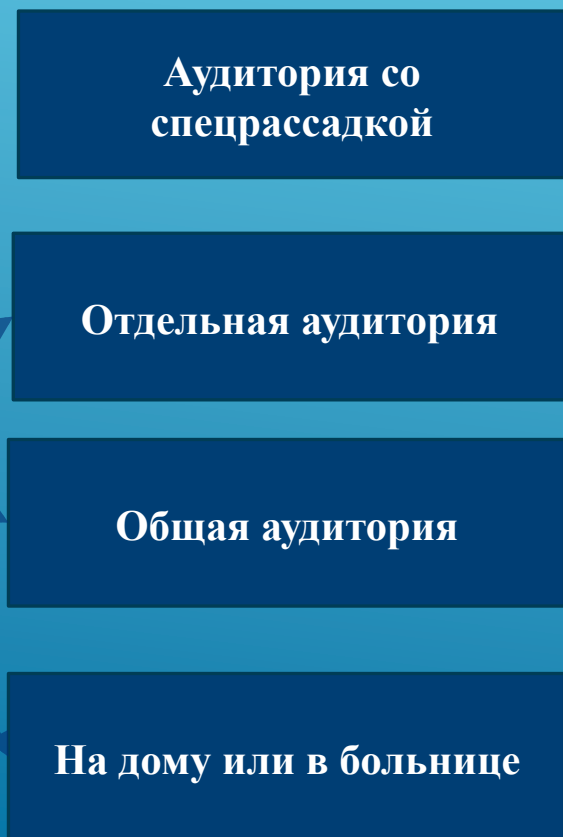 Аудитория со
спецрассадкой
Отдельная аудитория
Общая аудитория
На дому или в больнице